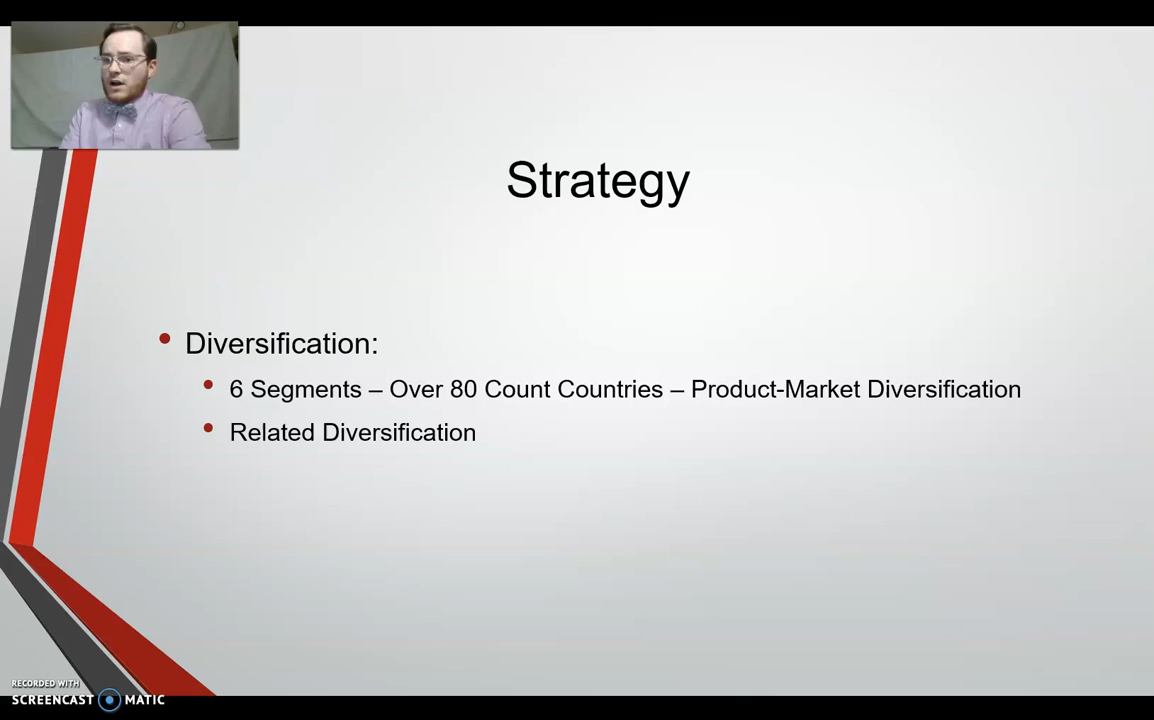 Strategy
Diversification:
6 Segments – Over 80 Count Countries – Product-Market Diversification
Related Diversification
RECORDED WITH
SCREENCAST MATIC